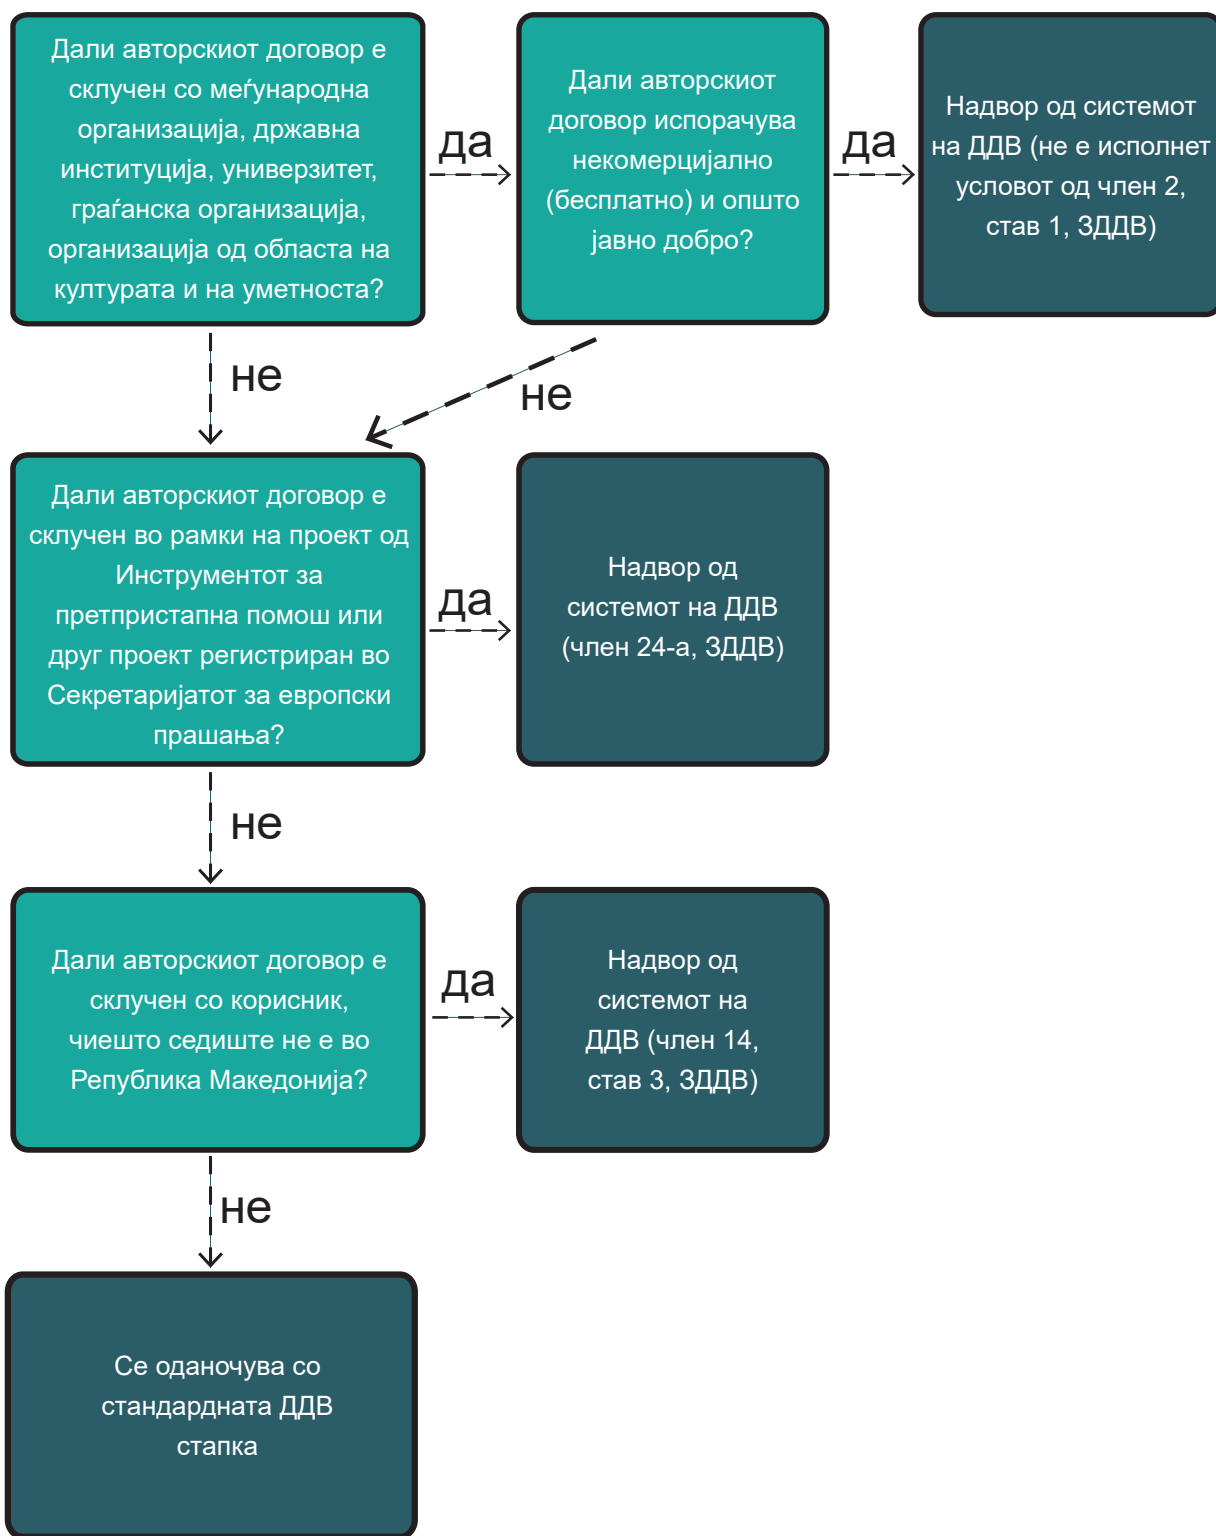 Дали авторскиот договор е
склучен со меѓународна
организација, државна
институција, универзитет,
граѓанска организација,
организација од областа на
културата и на уметноста?
да
Дали авторскиот
договор испорачува
некомерцијално
(бесплатно) и општо
јавно добро?
да
Надвор од системот
на ДДВ (не е исполнет
условот од член 2,
став 1, ЗДДВ)
не
не
Дали авторскиот договор е
склучен во рамки на проект од
Инструментот за
претпристапна помош или
друг проект регистриран во
Секретаријатот за европски
прашања?
да
Надвор од
системот на ДДВ
(член 24-а, ЗДДВ)
не
Дали авторскиот договор е
склучен со корисник,
чиешто седиште не е во
Република Македонија?
да
Надвор од
системот на
ДДВ (член 14,
став 3, ЗДДВ)
не
Се оданочува со
стандардната ДДВ
стапка